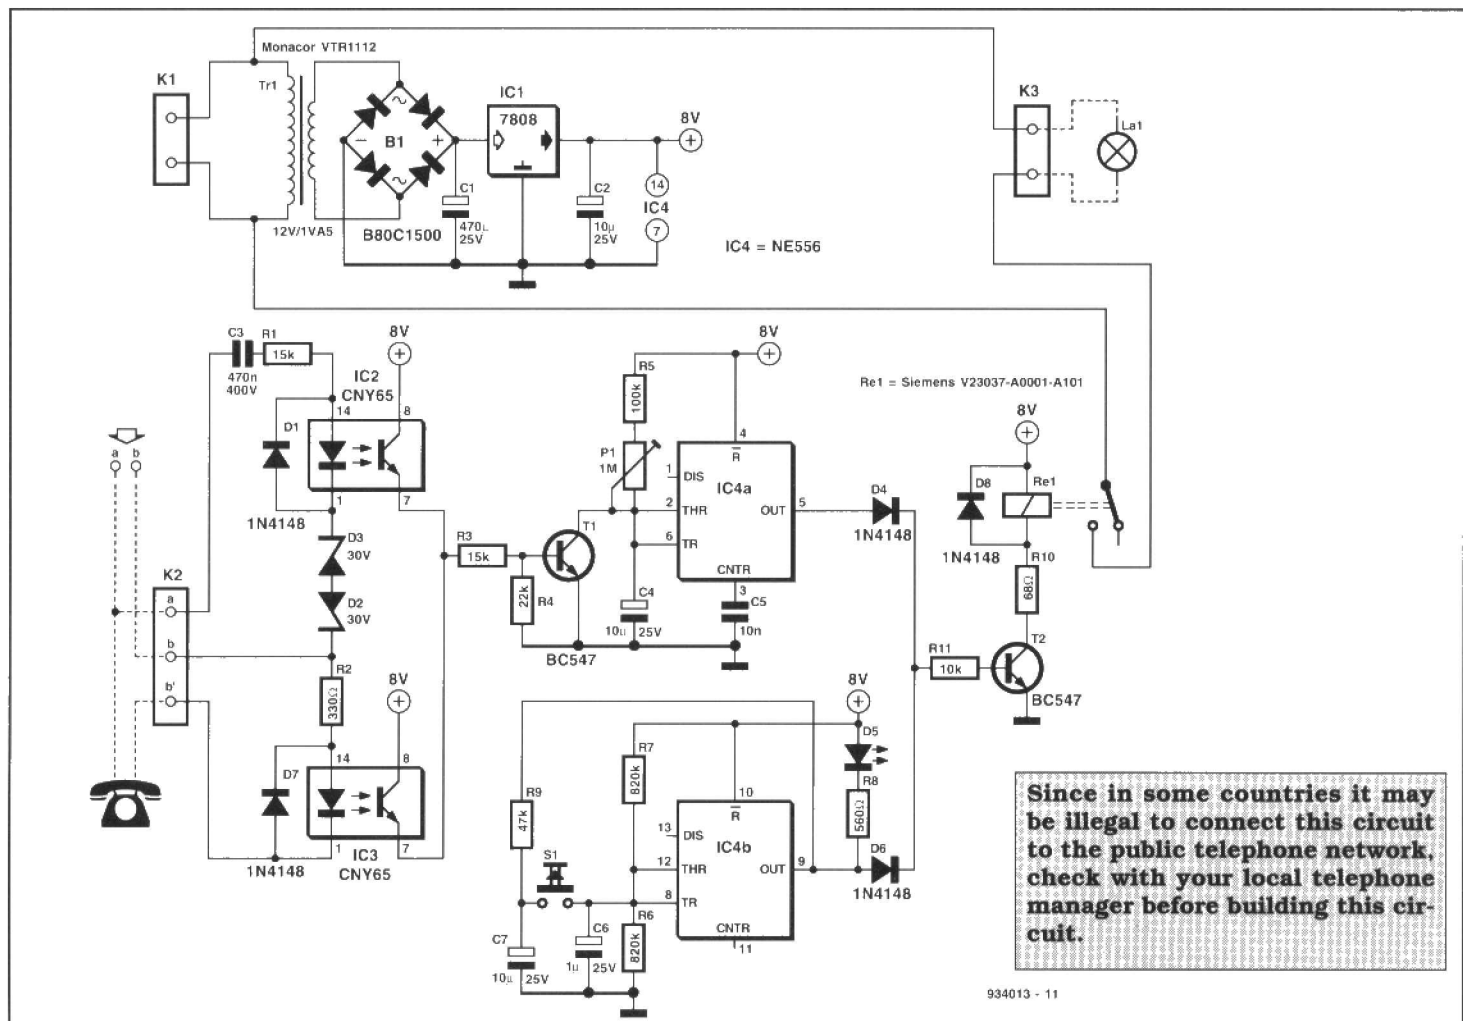 Monacor VTR1112
K1
Tr1
12V/1VA5
B1
B80C1500
IC1
7808
C1
470µ
25V
C2
10µ
25V
8V
14
IC4
7
IC4 = NE556
K3
La1
C3
470n
400V
R1
15k
IC2
CNY65
8V
14
8
1
7
D1
1N4148
D3
30V
D2
30V
a b
K2
a
b
b'
R2
330Ω
8V
D7
1N4148
14
8
1
7
IC3
CNY65
R3
15k
R4
22k
T1
BC547
R5
100k
P1
1M
8V
4
R
1
DIS
IC4a
2
THR
OUT
5
6
TR
CNTR
3
C4
10µ
25V
C5
10n
D4
1N4148
Re1 = Siemens V23037-A0001-A101
8V
D8
1N4148
Re1
R10
68Ω
T2
BC547
R11
10k
R9
47k
S1
C7
10µ
25V
C6
1µ
25V
R7
820k
R6
820k
10
R
13
DIS
IC4b
12
THR
OUT
9
8
TR
CNTR
11
8V
D5
R8
560Ω
D6
1N4148
Since in some countries it may
be illegal to connect this circuit
to the public telephone network,
check with your local telephone
manager before building this cir-
cuit.
934013 - 11